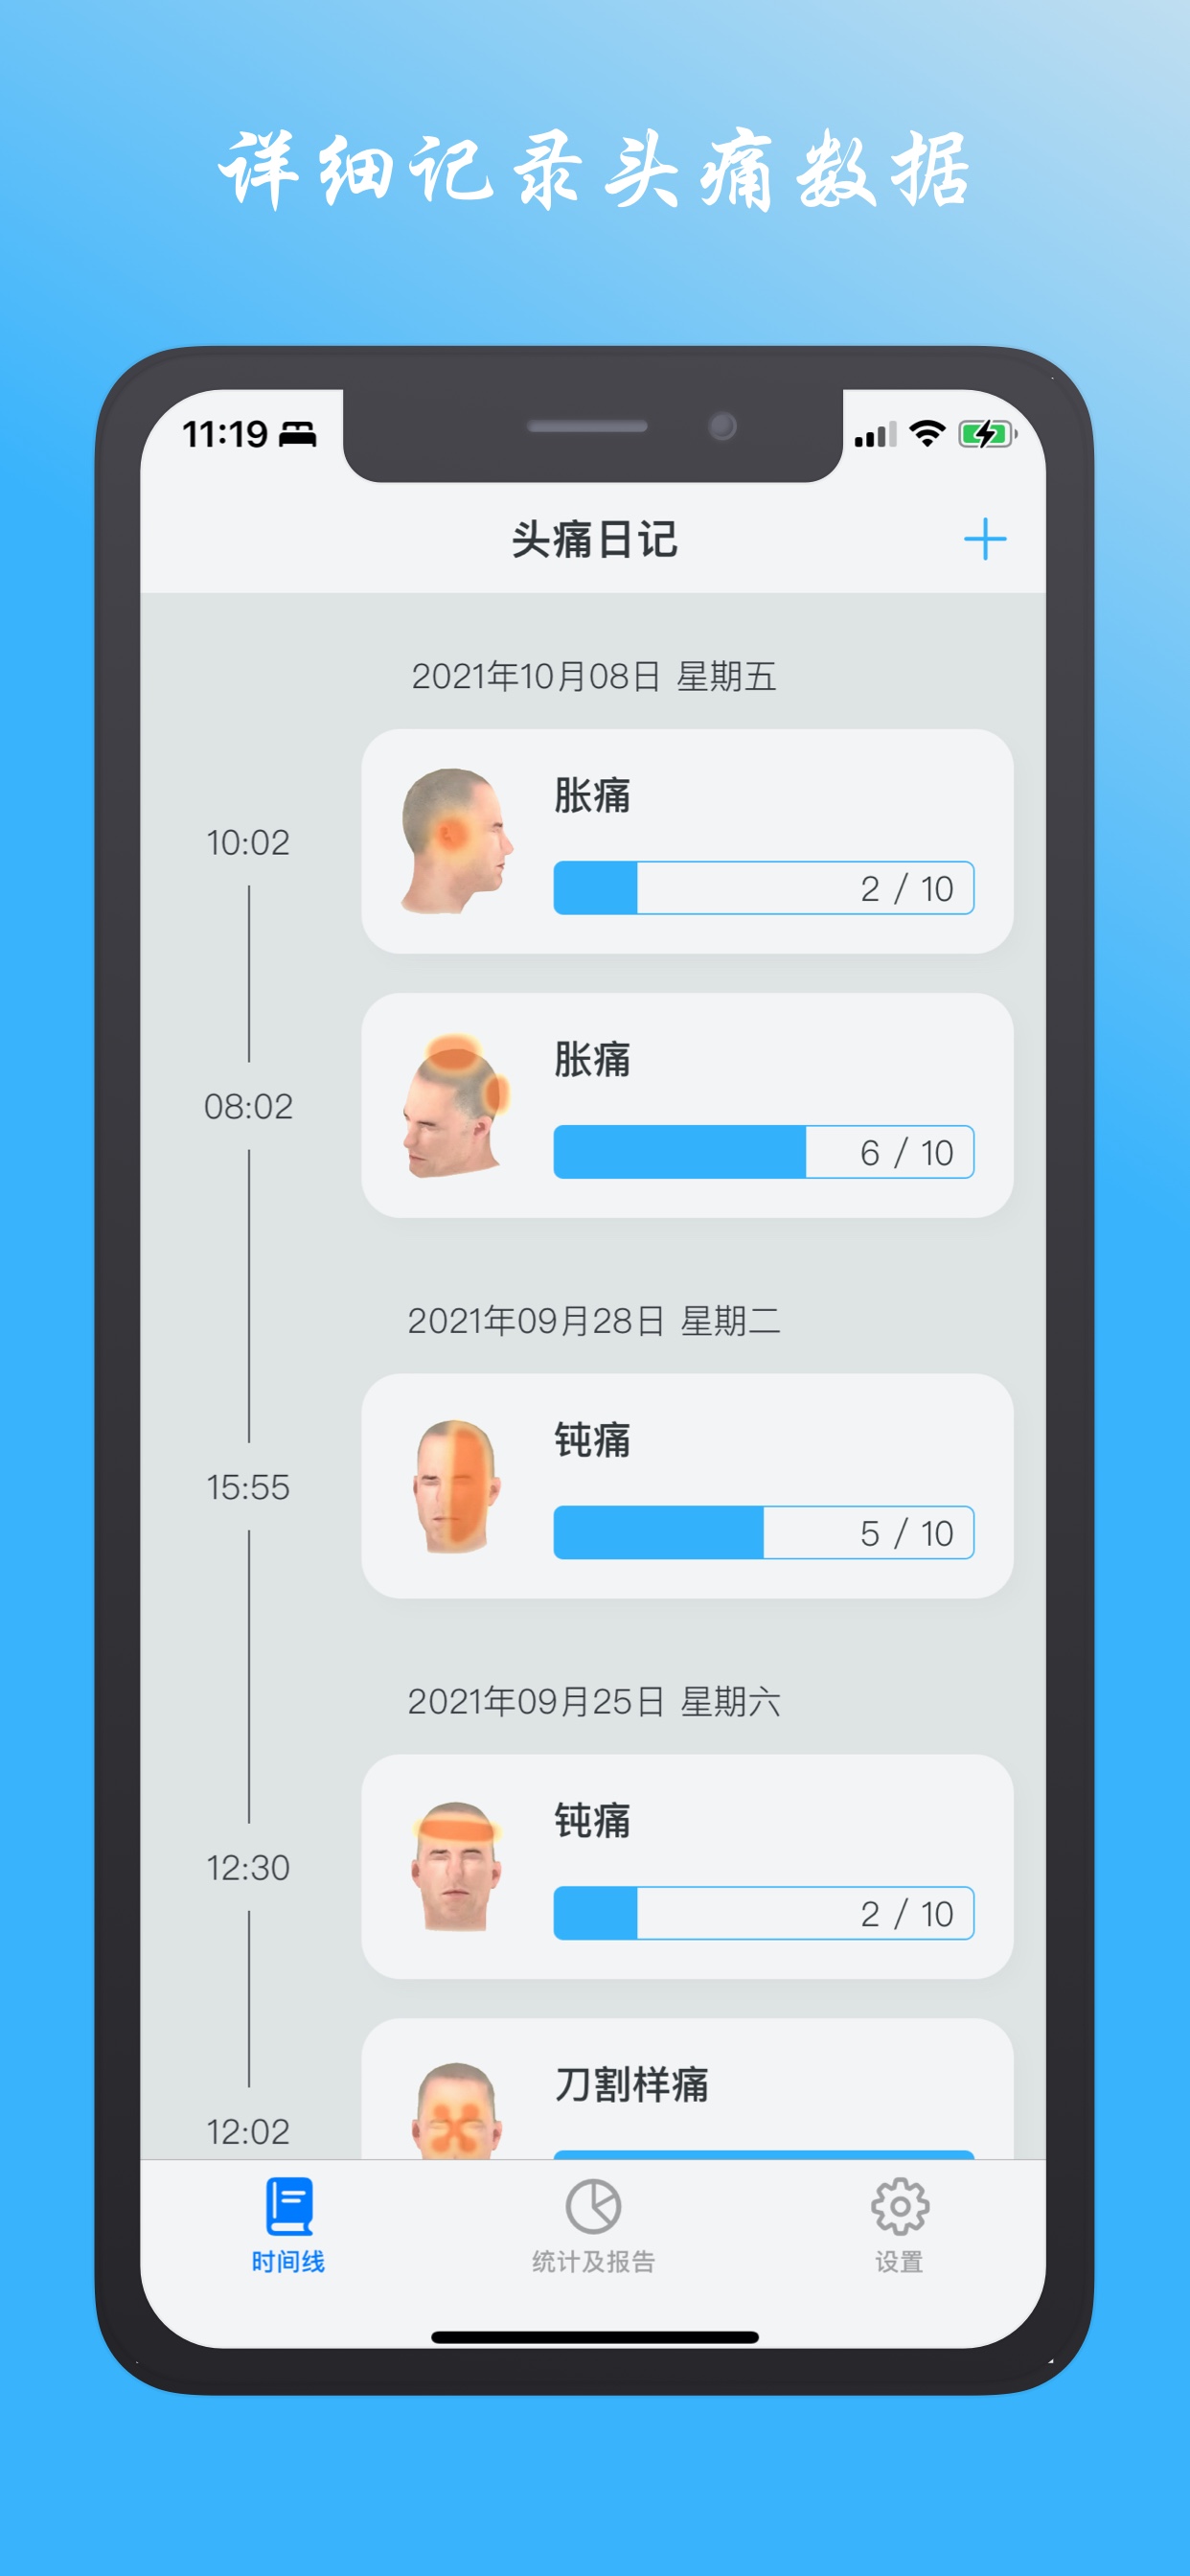 详细记录头痛数据
11:19
头痛日记
2021年10月08日 星期五
胀痛
10:02
2 / 10
胀痛
08:02
6 / 10
2021年09月28日 星期二
钝痛
15:55
5 / 10
2021年09月25日 星期六
钝痛
12:30
2 / 10
刀割样痛
12:02
时间线
统计及报告
设置